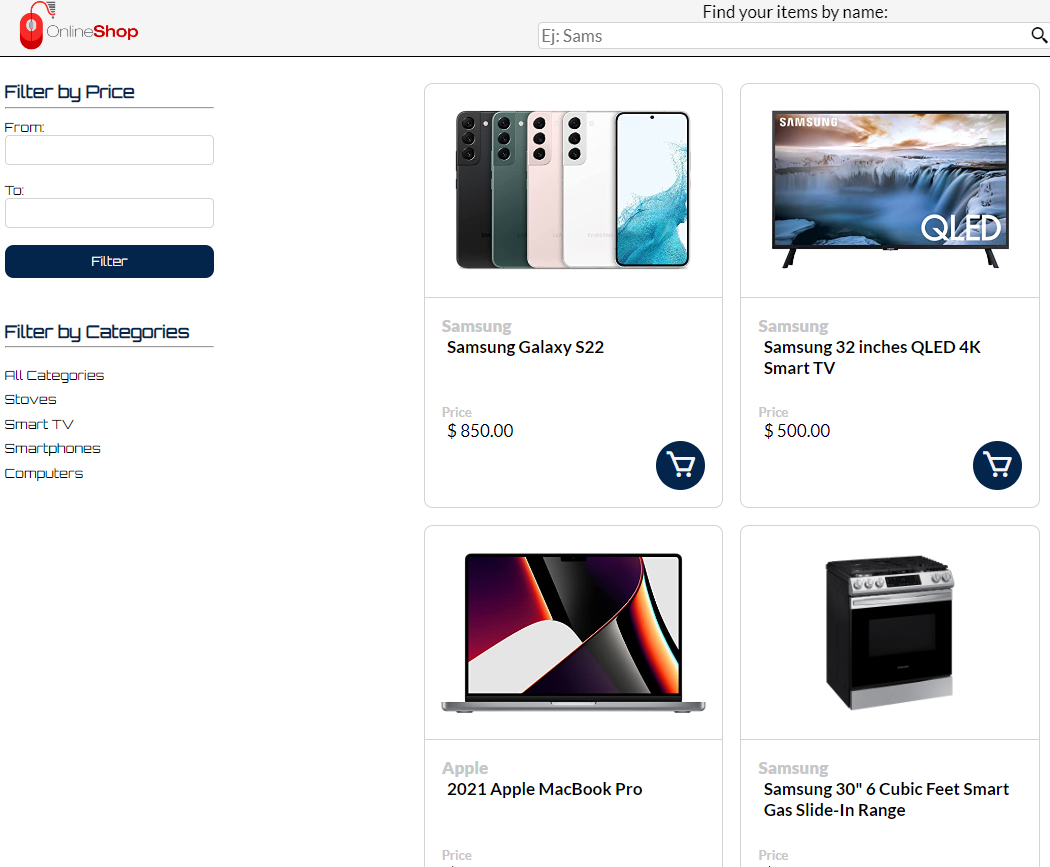 OnlineShop
Find your items by name:
Ej: Sams
Filter by Price
From:
To:
Filter
Filter by Categories
All Categories
Stoves
Smart TV
Smartphones
Computers
Samsung
Samsung Galaxy S22
Price
$ 850.00
SAMSUNG
QLED
Samsung
Samsung 32 inches QLED 4K
Smart TV
Price
$ 500.00
Apple
2021 Apple MacBook Pro
Price
Samsung
Samsung 30" 6 Cubic Feet Smart
Gas Slide-In Range
Price